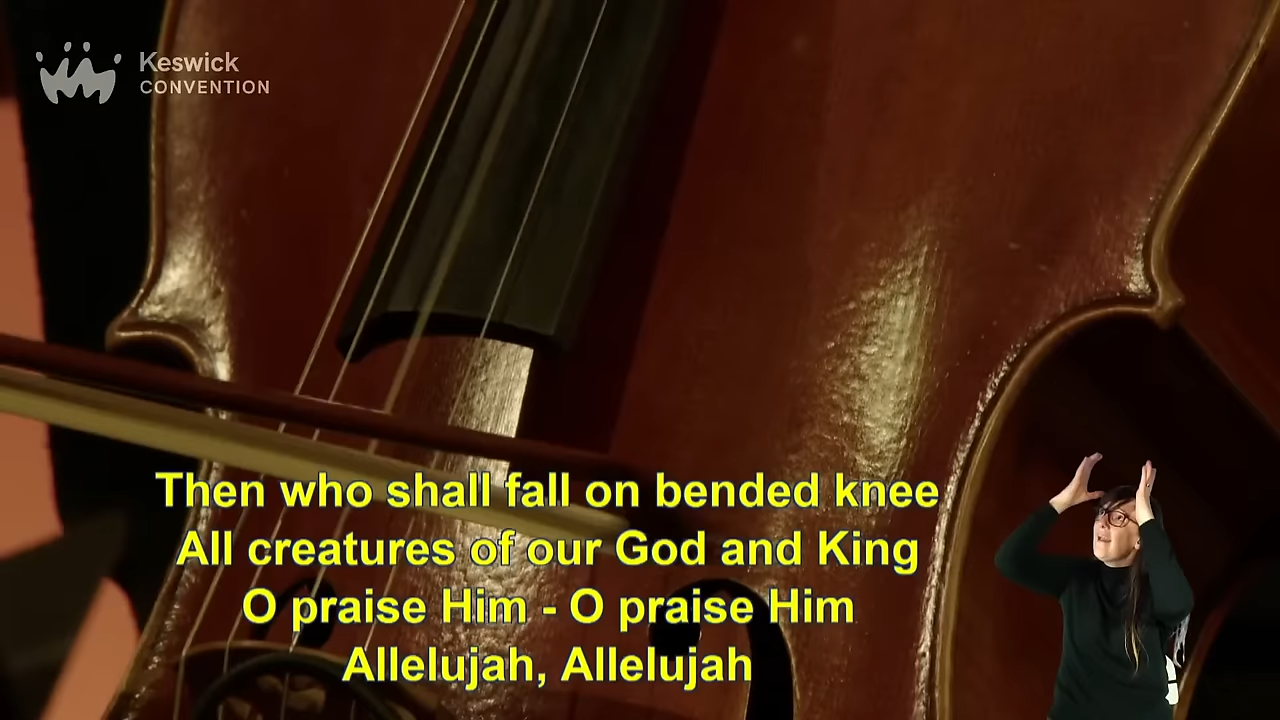 Keswick
CONVENTION
Then who shall fall on bended knee
All creatures of our God and King
O praise Him - O praise Him
Allelujah, Allelujah